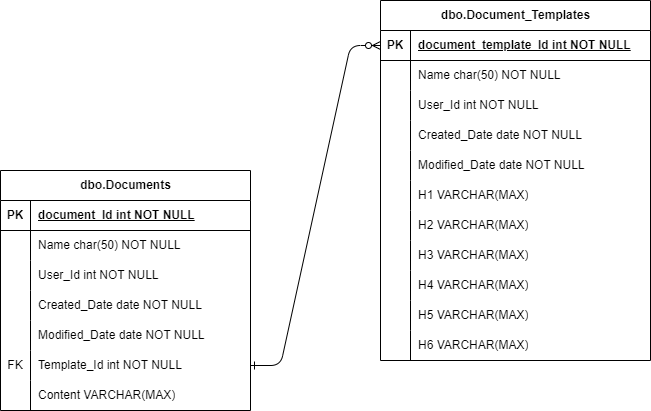 dbo.Document_Templates
PK document_template_Id int NOT NULL
Name char(50) NOT NULL
User_Id int NOT NULL
Created_Date date NOT NULL
Modified_Date date NOT NULL
H1 VARCHAR(MAX)
H2 VARCHAR(MAX)
H3 VARCHAR(MAX)
H4 VARCHAR(MAX)
H5 VARCHAR(MAX)
H6 VARCHAR(MAX)
dbo.Documents
PK document_Id int NOT NULL
Name char(50) NOT NULL
User_Id int NOT NULL
Created_Date date NOT NULL
Modified_Date date NOT NULL
FK Template_Id int NOT NULL
Content VARCHAR(MAX)